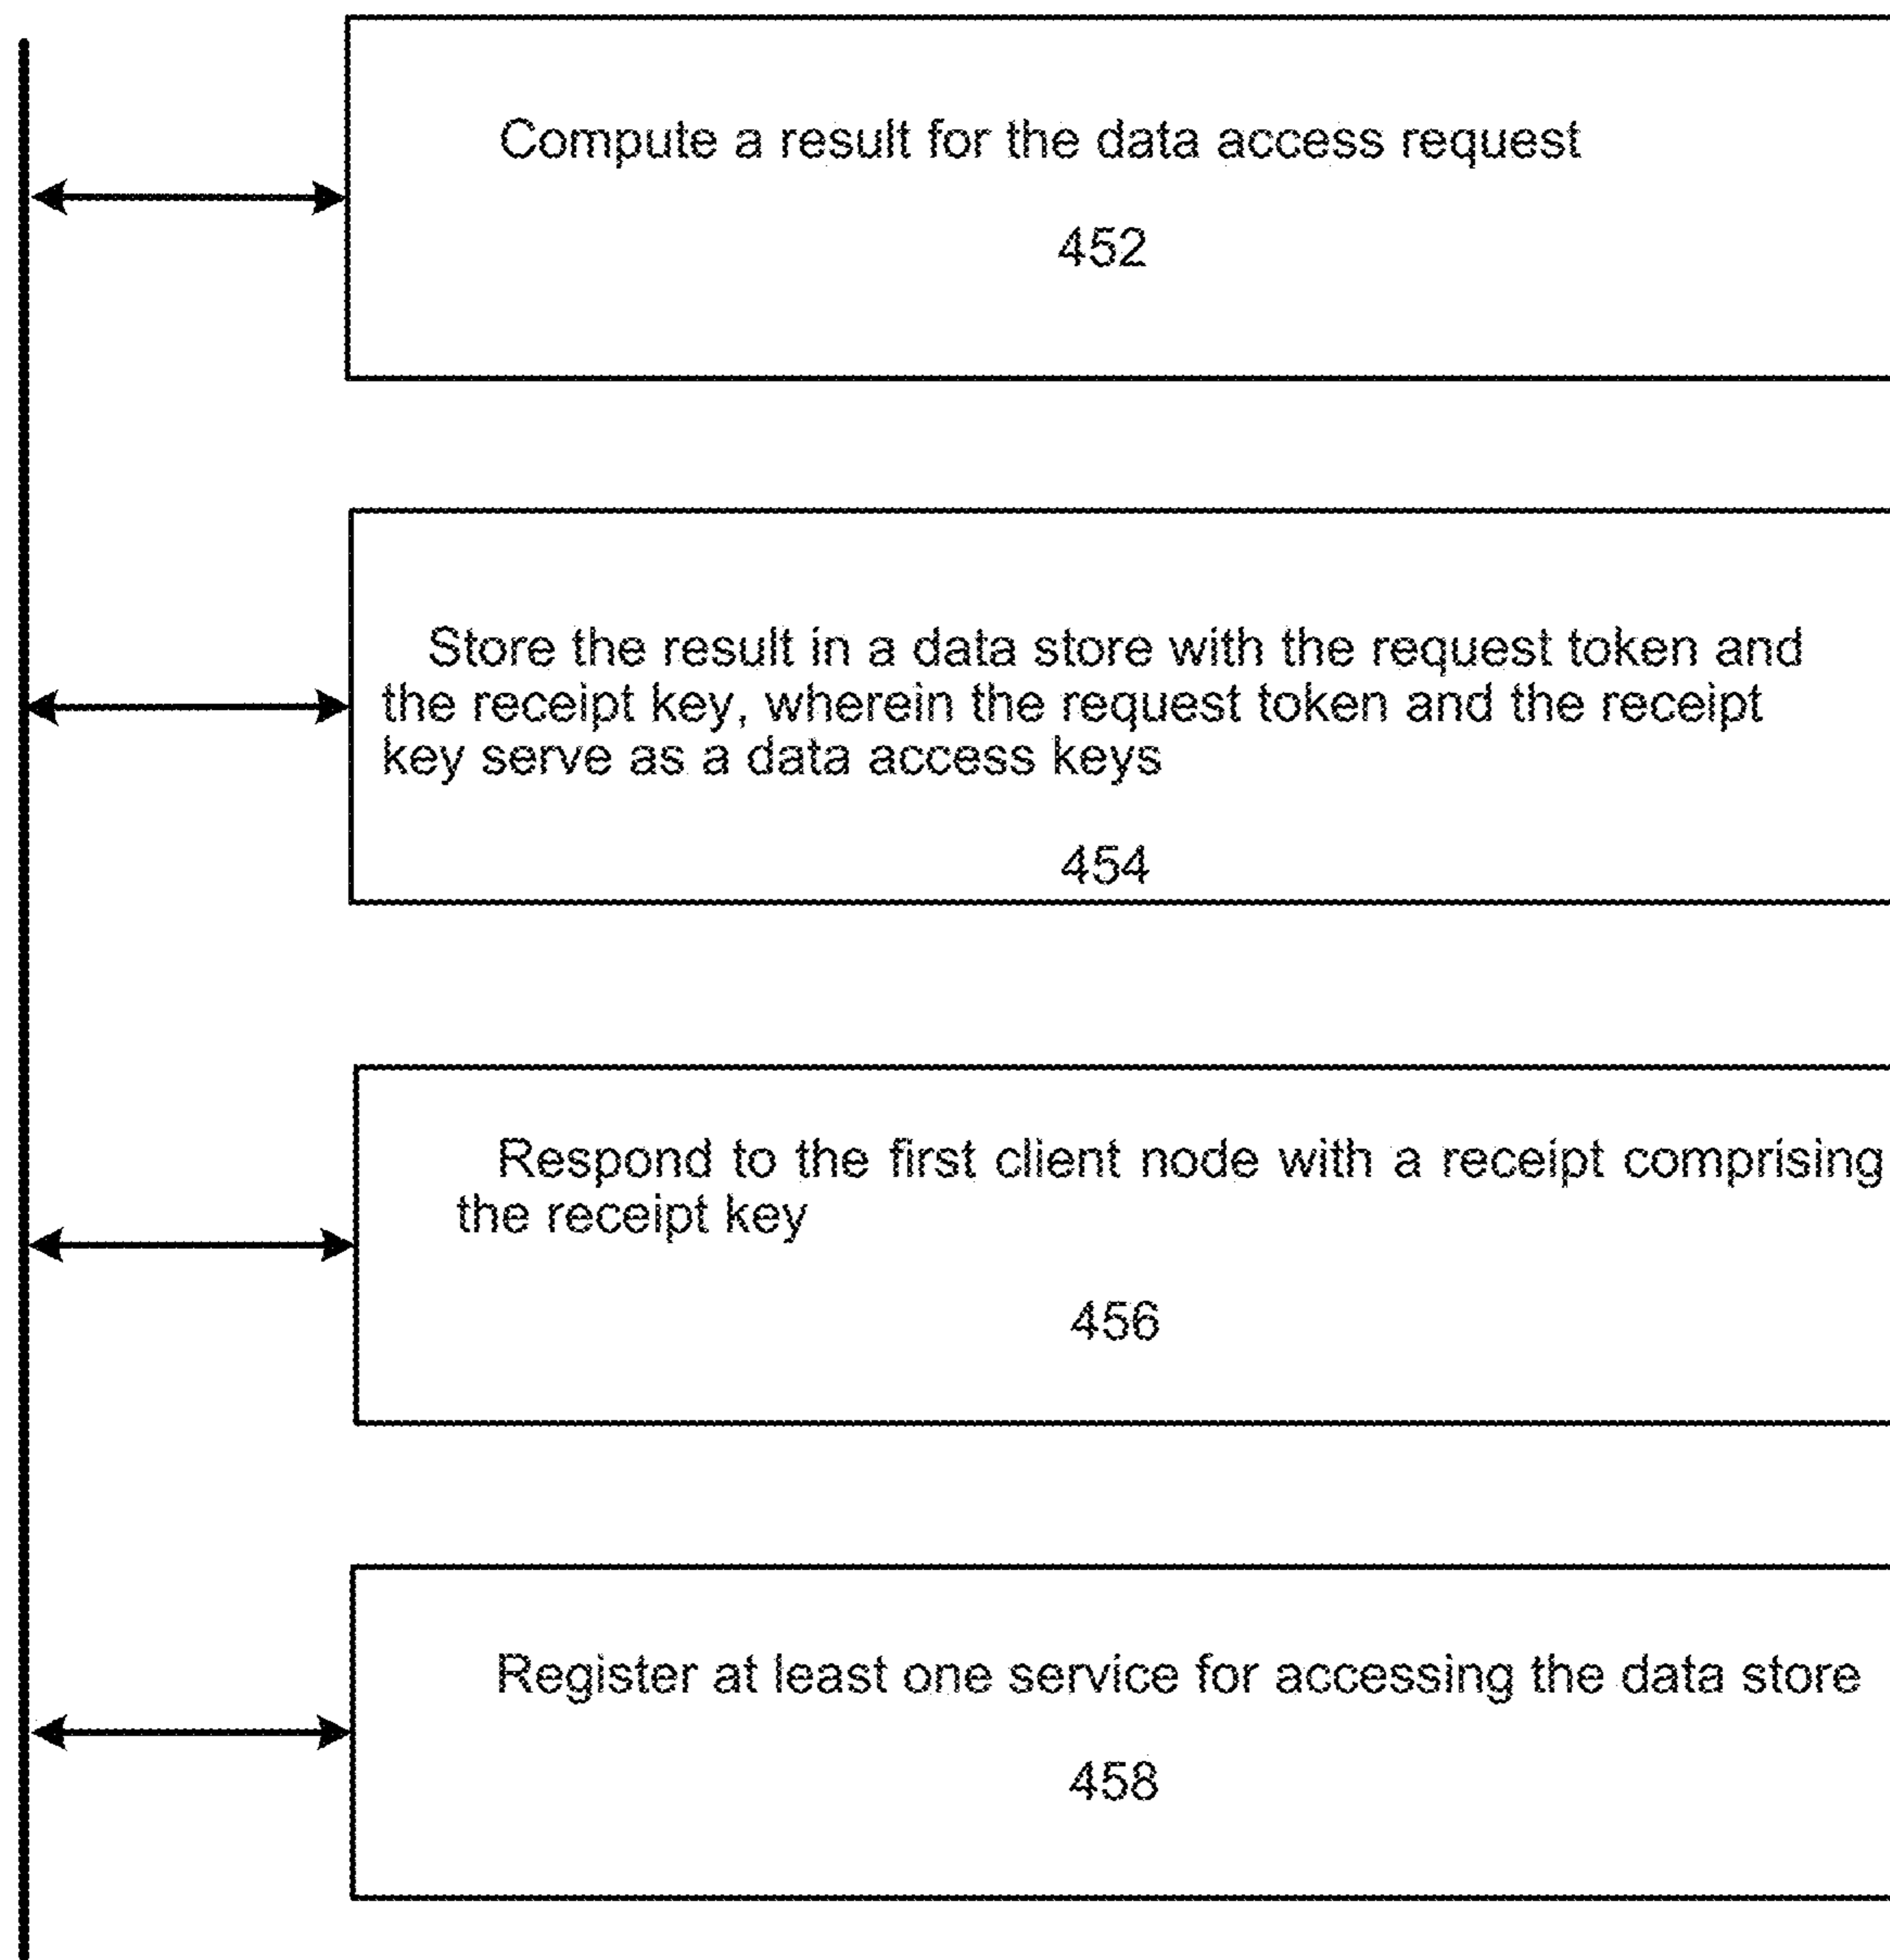 Compute a result for the data access request
452
Store the result in a data store with the request token and
the receipt key, wherein the request token and the receipt
key serve as a data access keys
454
Respond to the first client node with a receipt comprising
the receipt key
456
Register at least one service for accessing the data store
458